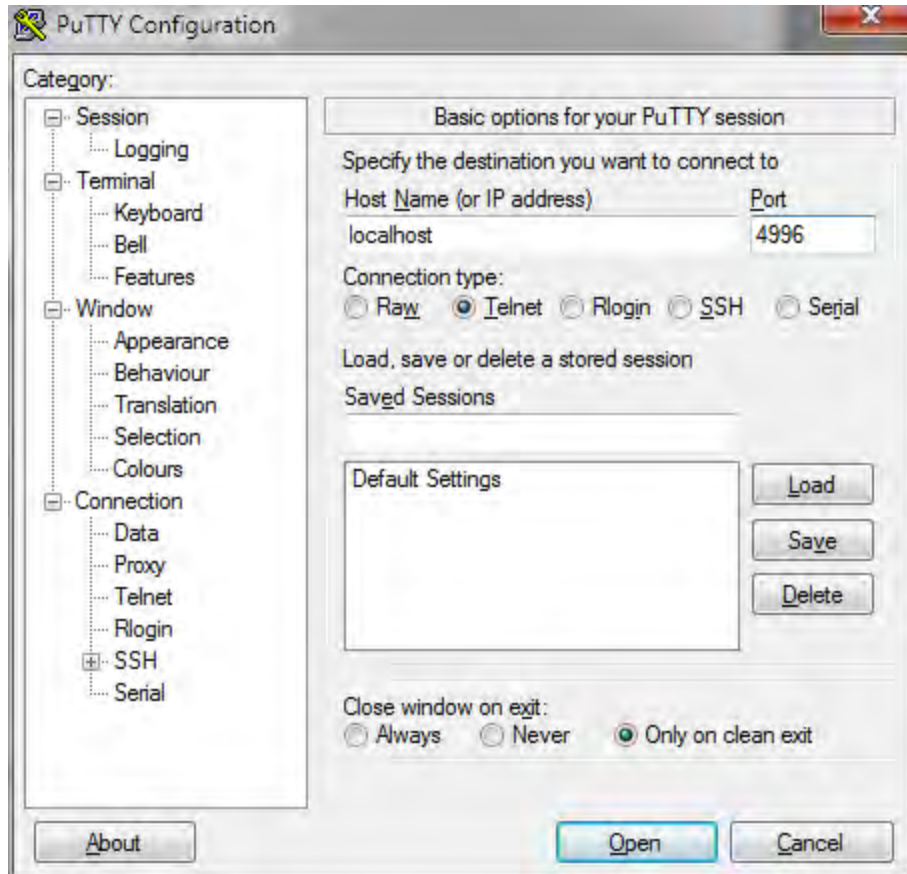 PuTTY Configuration
Category:
Session
Logging
Terminal
Keyboard
Bell
Features
Window
Appearance
Behaviour
Translation
Selection
Colours
Connection
Data
Proxy
Telnet
Rlogin
SSH
Serial
Basic options for your PuTTY session
Specify the destination you want to connect to
Host Name (or IP address) Port
localhost 4996
Connection type:
Raw Telnet Rlogin SSH Serial
Load, save or delete a stored session
Saved Sessions
Default Settings
Load
Save
Delete
Close window on exit:
Always Never Only on clean exit
About Open Cancel